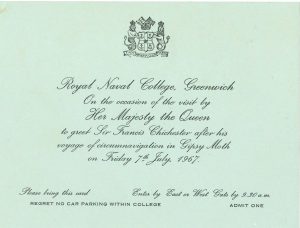 Royal Naval College, Greenwich
On the occasion of the visit by
Her Majesty the Queen
to greet Sir Francis Chichester after his
voyage of circumnavigation in Gipsy Moth
on Friday 7th July, 1967.
Please bring this card
Enter by East or West Gate by 9.30 a.m.
REGRET NO CAR PARKING WITHIN COLLEGE
ADMIT ONE